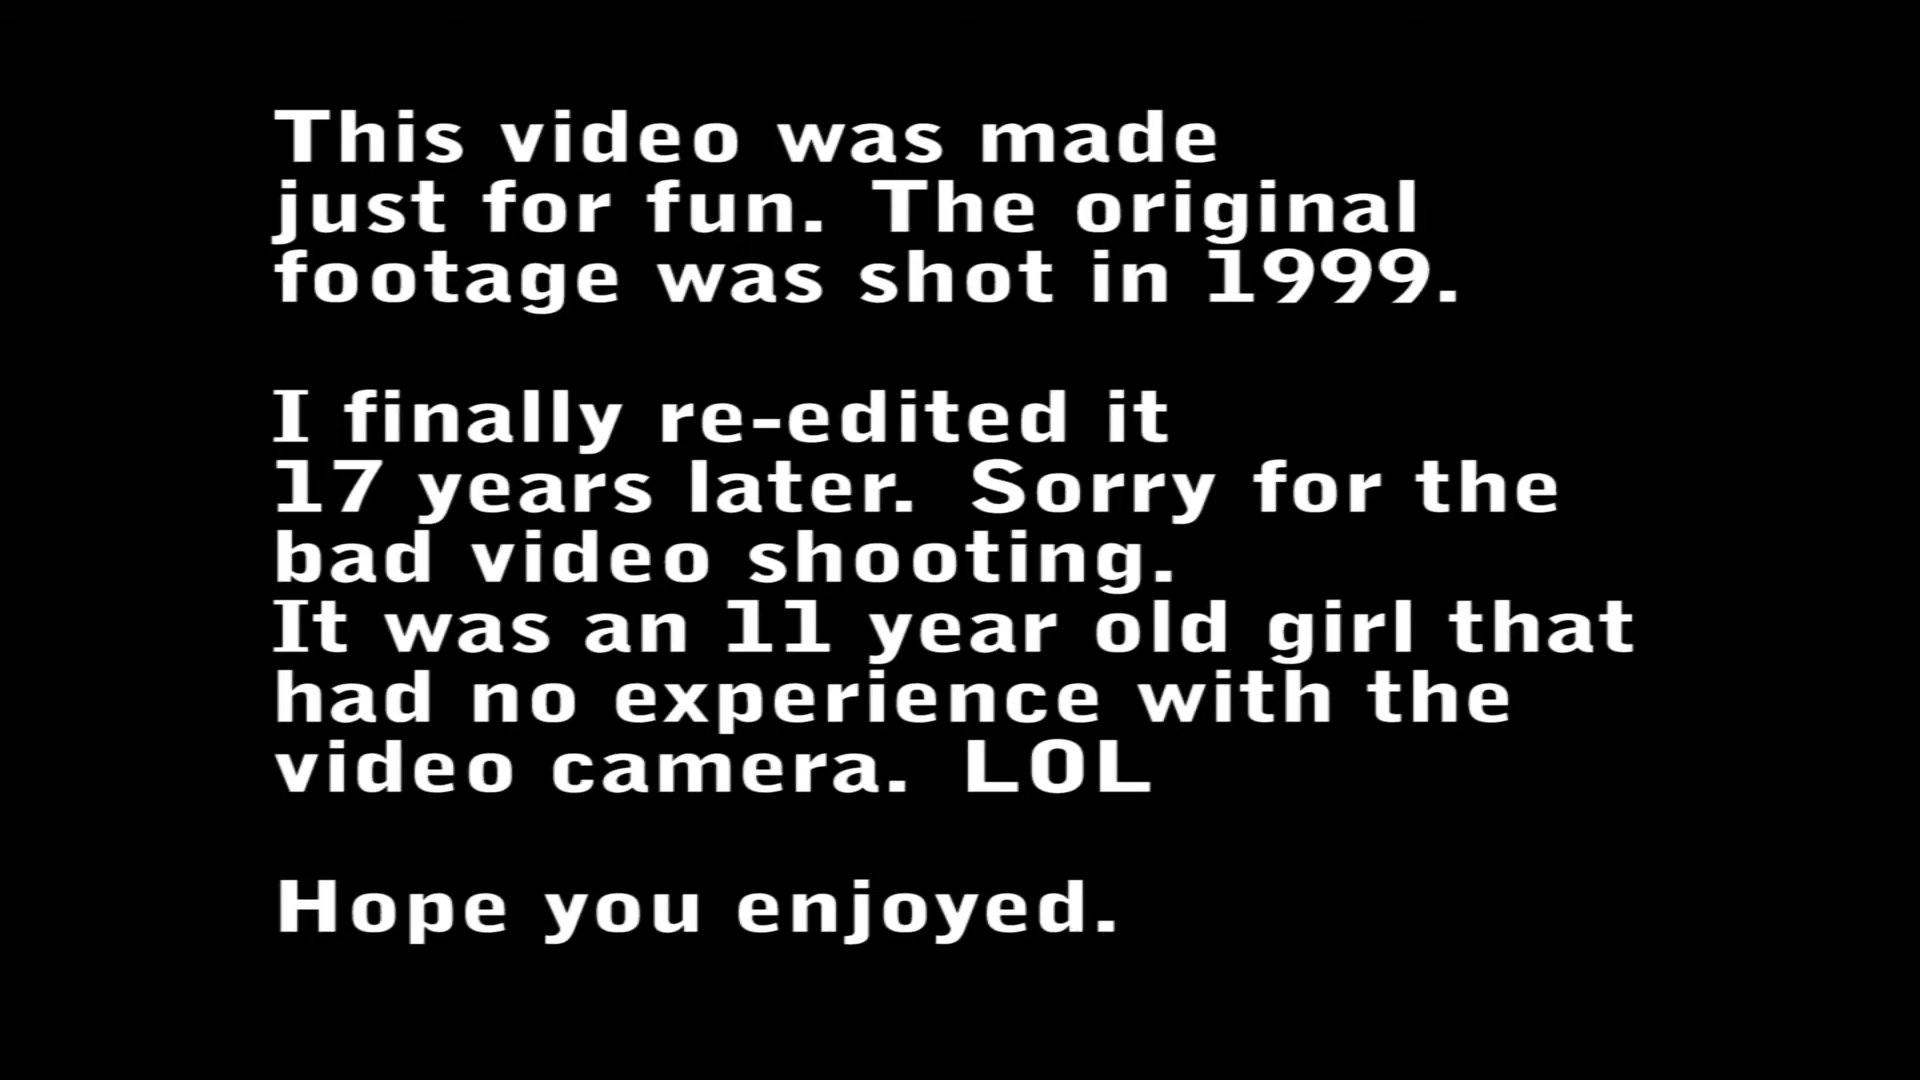 This video was made
just for fun. The original
footage was shot in 1999.
I finally re-edited it
17 years later. Sorry for the
bad video shooting.
It was an 11 year old girl that
had no experience with the
video camera. LOL
Hope you enjoyed.